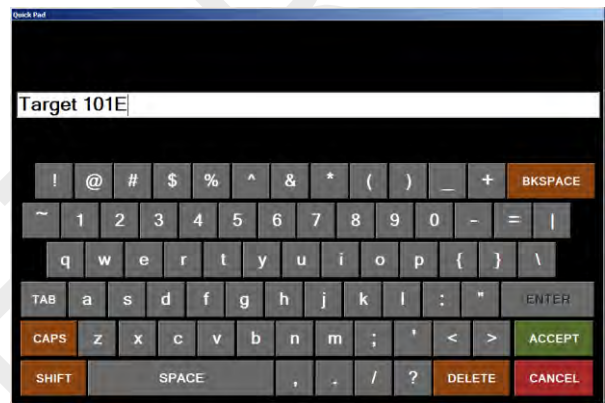 Quick Pad
Target 101E
! @ # $ % ^ & * ( ) _ + BKSPACE
~ 1 2 3 4 5 6 7 8 9 0 - = |
q w e r t y u i o p { } \
TAB a s d f g h j k l : " ENTER
CAPS z x c v b n m ; ' < > ACCEPT
SHIFT SPACE , . / ? DELETE CANCEL